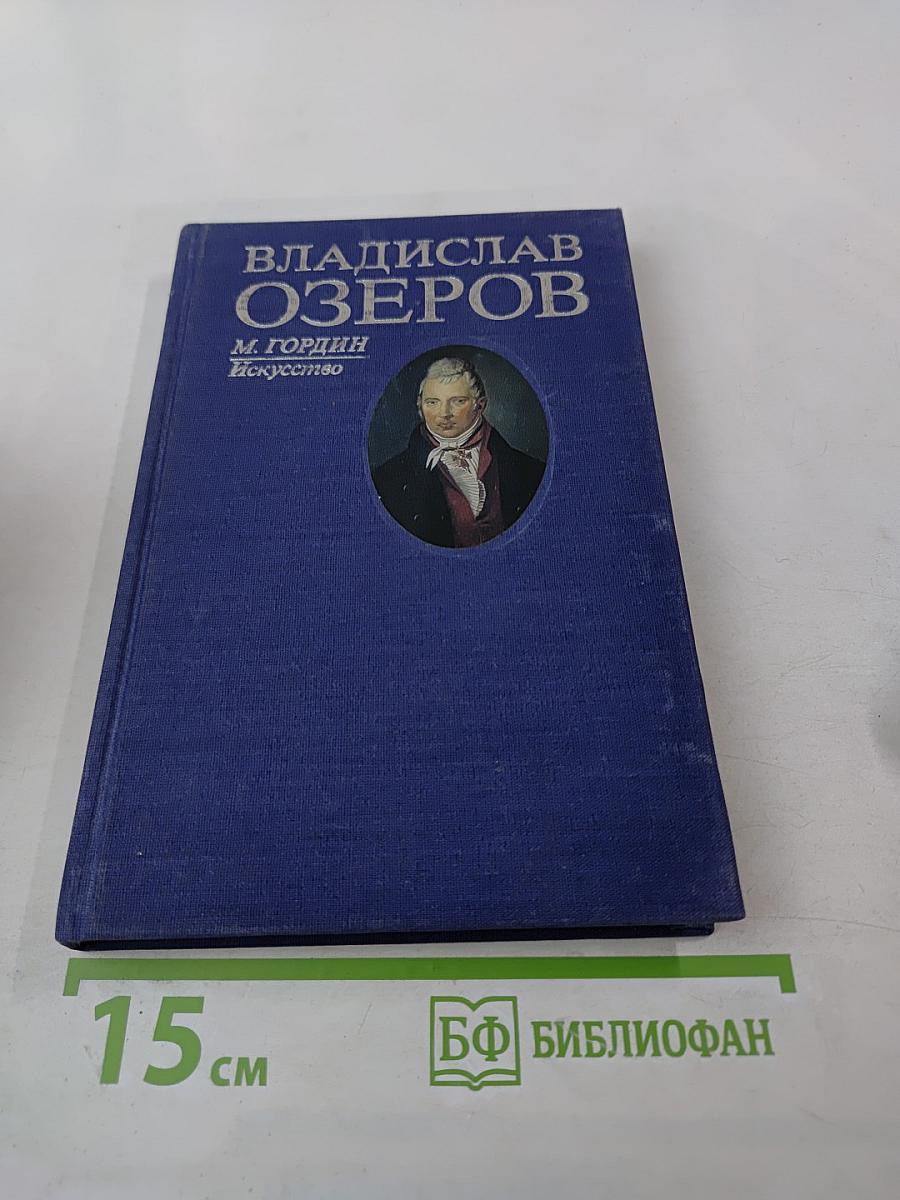 ВЛАДИСЛАВ
ОЗЕРОВ
М. ГОРДИН
Искусство
15 см
БФ БИБЛИОФАН